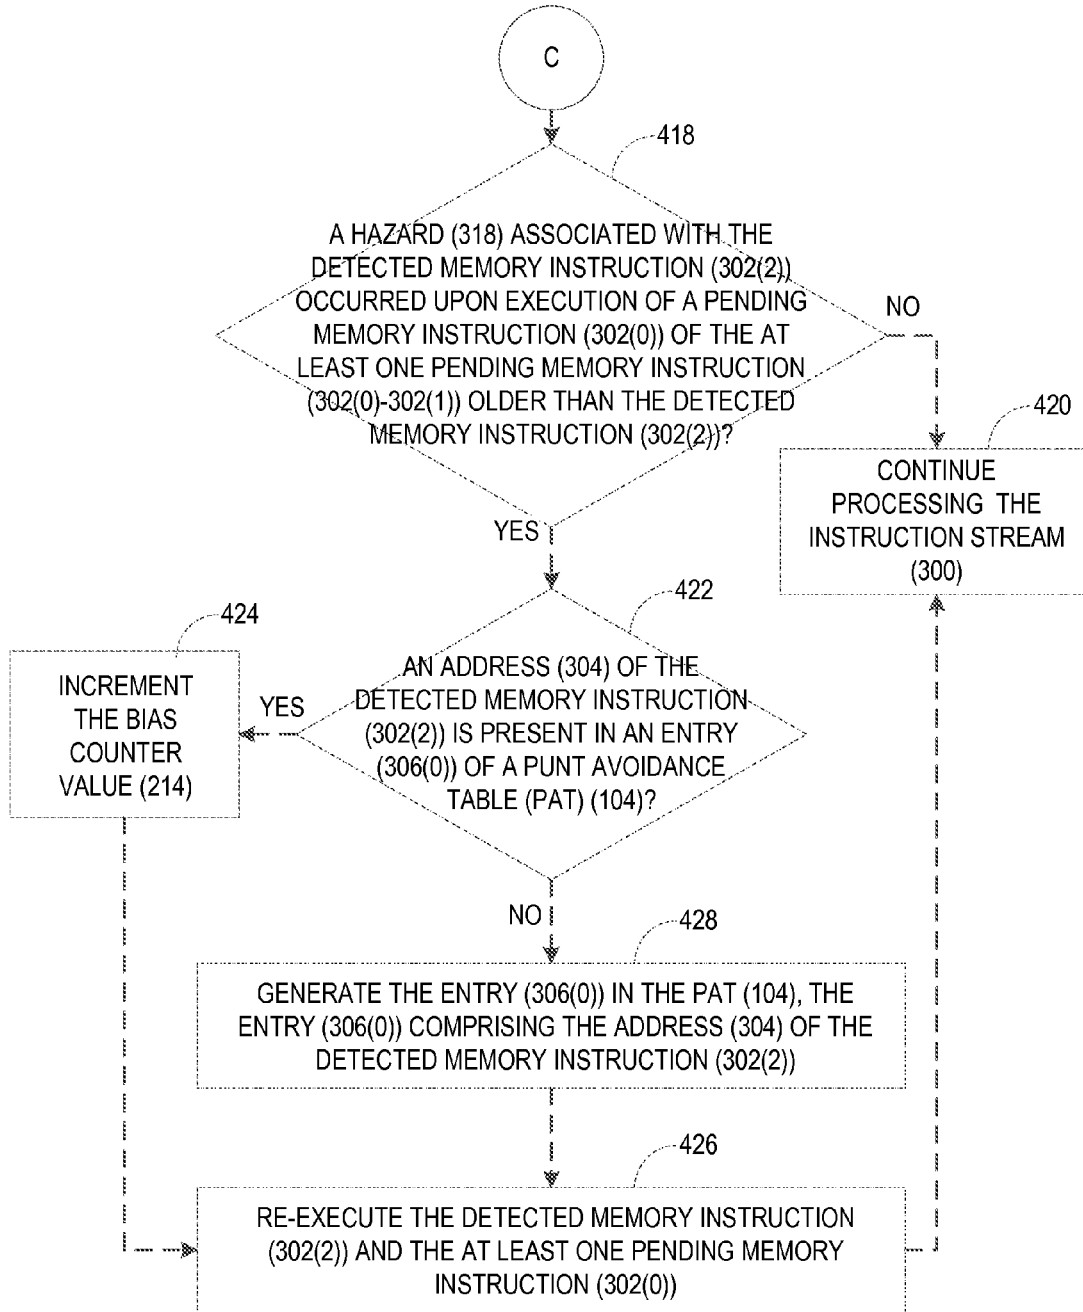 C
418
A HAZARD (318) ASSOCIATED WITH THE
DETECTED MEMORY INSTRUCTION (302(2))
OCCURRED UPON EXECUTION OF A PENDING
MEMORY INSTRUCTION (302(0)) OF THE AT
LEAST ONE PENDING MEMORY INSTRUCTION
(302(0)-302(1)) OLDER THAN THE DETECTED
MEMORY INSTRUCTION (302(2))?
NO
420
CONTINUE
PROCESSING THE
INSTRUCTION STREAM
(300)
YES
422
AN ADDRESS (304) OF THE
DETECTED MEMORY INSTRUCTION
(302(2)) IS PRESENT IN AN ENTRY
(306(0)) OF A PUNT AVOIDANCE
TABLE (PAT) (104)?
YES
424
INCREMENT
THE BIAS
COUNTER
VALUE (214)
NO
428
GENERATE THE ENTRY (306(0)) IN THE PAT (104), THE
ENTRY (306(0)) COMPRISING THE ADDRESS (304) OF THE
DETECTED MEMORY INSTRUCTION (302(2))
426
RE-EXECUTE THE DETECTED MEMORY INSTRUCTION
(302(2)) AND THE AT LEAST ONE PENDING MEMORY
INSTRUCTION (302(0))